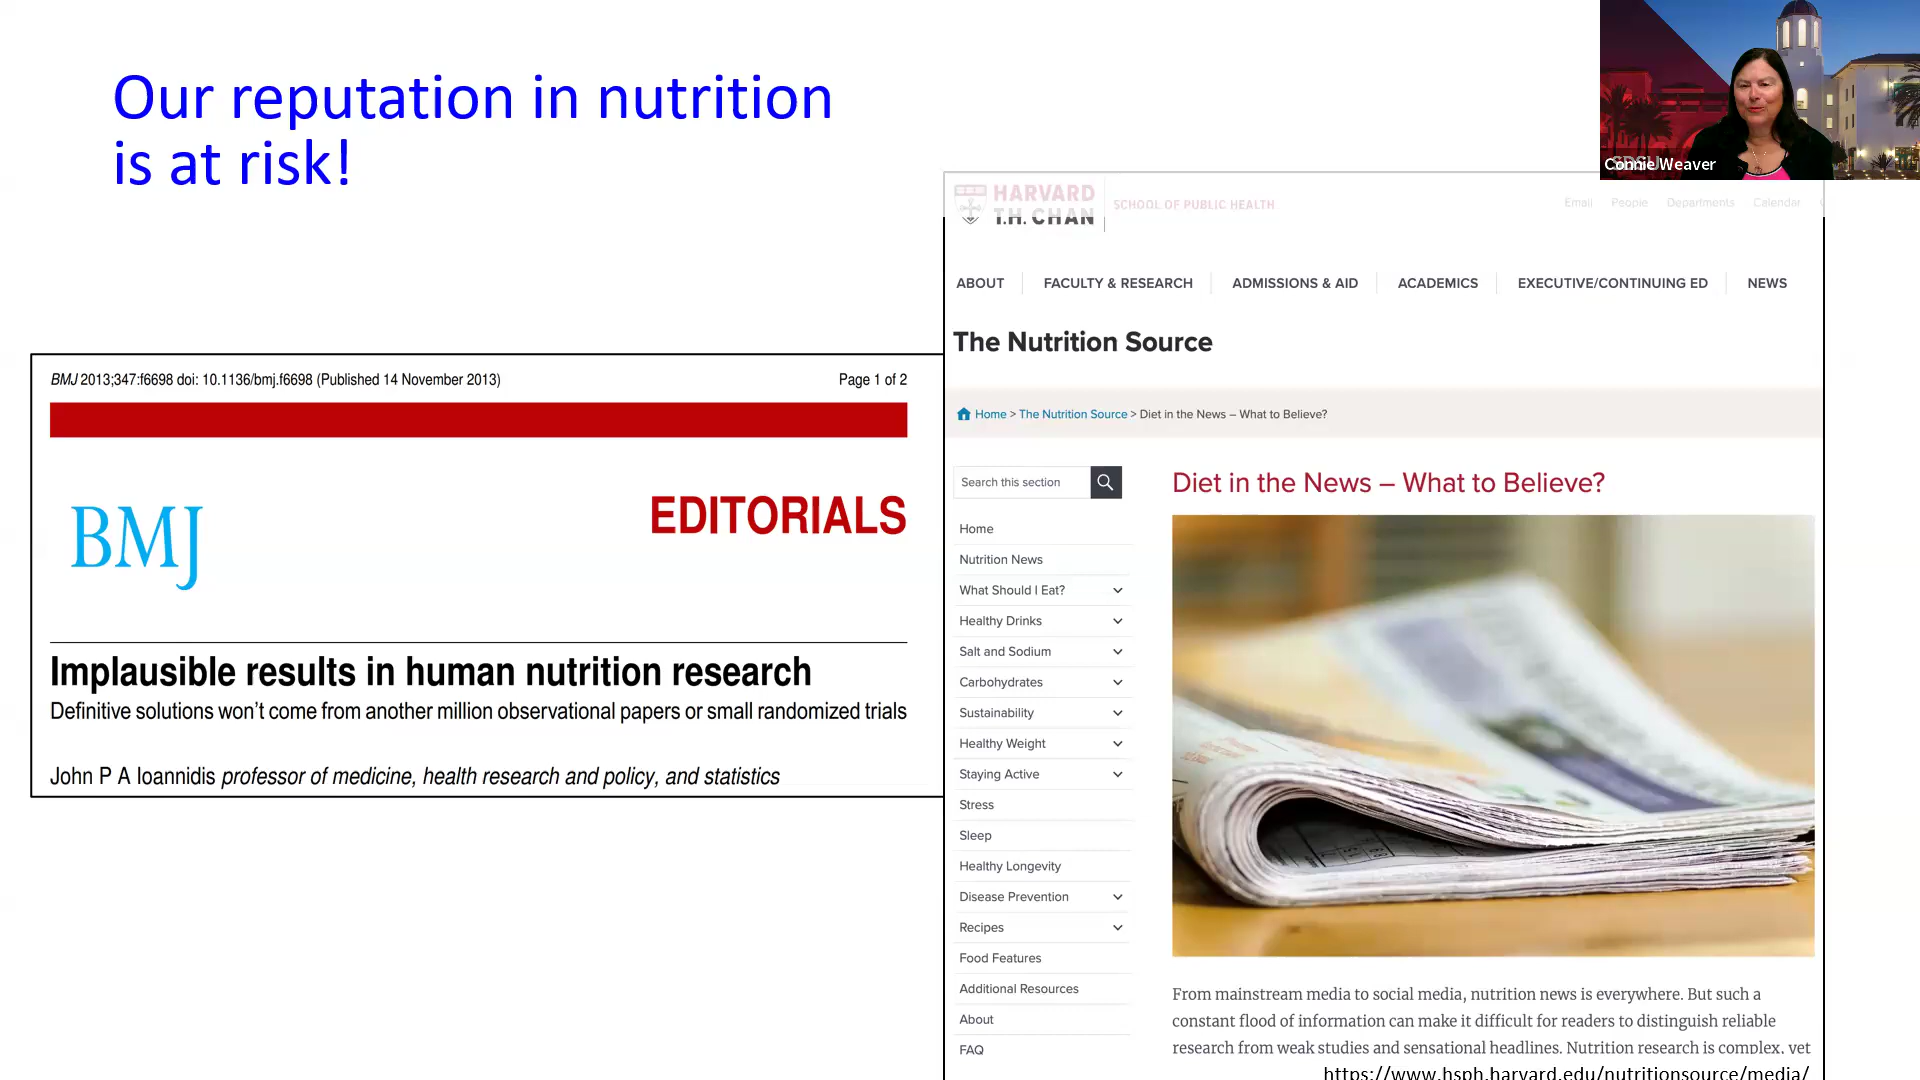 Our reputation in nutrition
is at risk!
Connie Weaver
BMJ 2013;347:f6698 doi: 10.1136/bmj.f6698 (Published 14 November 2013)
Page 1 of 2
BMJ
EDITORIALS
Implausible results in human nutrition research
Definitive solutions won't come from another million observational papers or small randomized trials
John P A Ioannidis professor of medicine, health research and policy, and statistics
HARVARD
T.H. CHAN
SCHOOL OF PUBLIC HEALTH
Email People Departments Calendar
ABOUT FACULTY & RESEARCH ADMISSIONS & AID ACADEMICS EXECUTIVE/CONTINUING ED NEWS
The Nutrition Source
Home > The Nutrition Source > Diet in the News – What to Believe?
Search this section
Home
Nutrition News
What Should I Eat?
Healthy Drinks
Salt and Sodium
Carbohydrates
Sustainability
Healthy Weight
Staying Active
Stress
Sleep
Healthy Longevity
Disease Prevention
Recipes
Food Features
Additional Resources
About
FAQ
Diet in the News – What to Believe?
From mainstream media to social media, nutrition news is everywhere. But such a
constant flood of information can make it difficult for readers to distinguish reliable
research from weak studies and sensational headlines. Nutrition research is complex, yet
https://www.hsph.harvard.edu/nutritionsource/media/